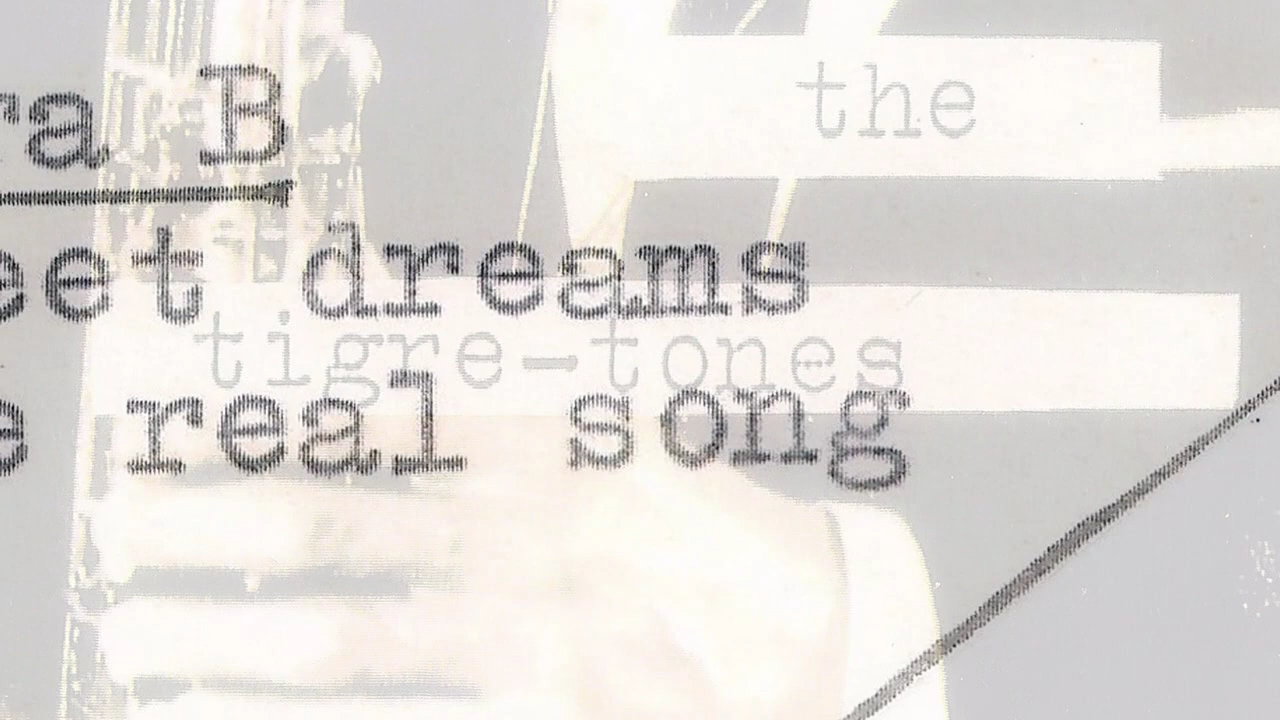 the
ra B
eet dreams
tigre-tones
e real song